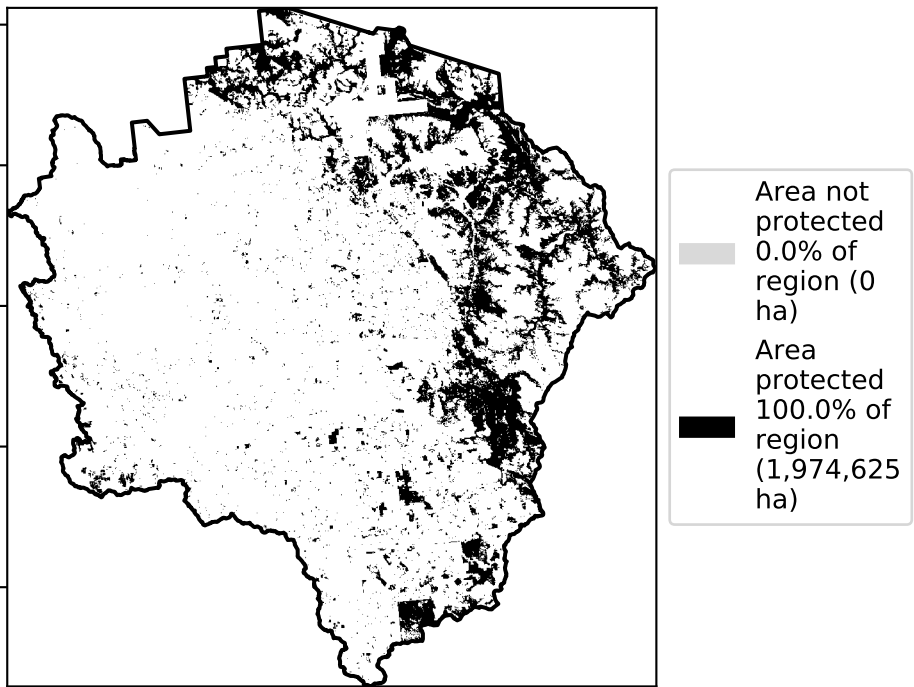 Area not
protected
0.0% of
region (0
ha)
Area
protected
100.0% of
region
(1,974,625
ha)